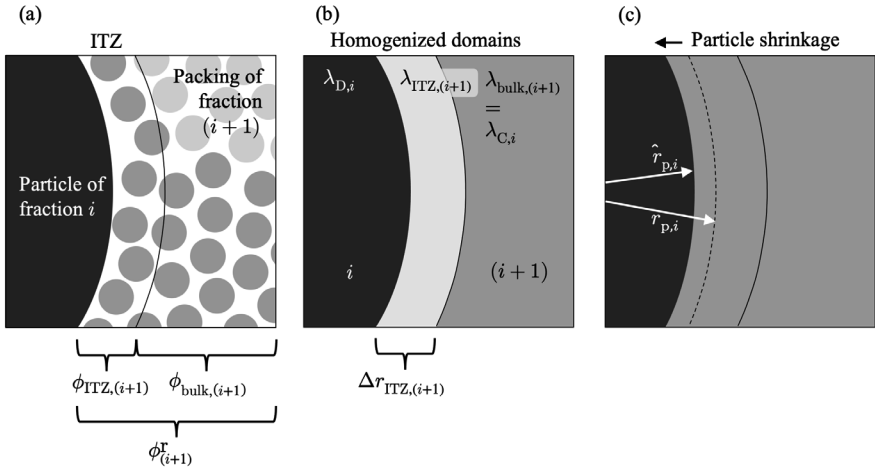 (a)
ITZ
Packing of
fraction
(i+1)
Particle of
fraction i
ϕITZ,(i+1)
ϕbulk,(i+1)
ϕr(i+1)
(b)
Homogenized domains
λD,i
λITZ,(i+1)
λbulk,(i+1)
=
λC,i
i
(i+1)
ΔrITZ,(i+1)
(c)
← Particle shrinkage
r̂p,i
rp,i